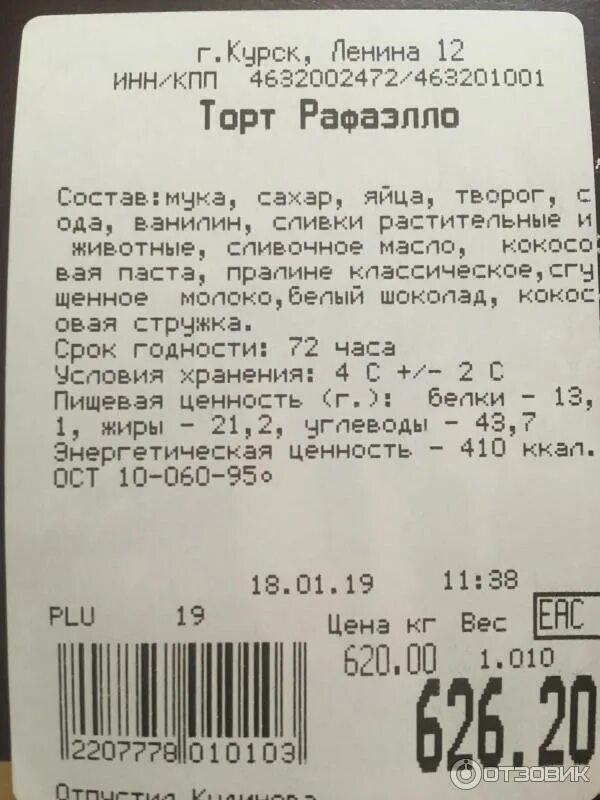 г.Курск, Ленина 12
ИНН/КПП 4632002472/463201001
Торт Рафаэлло
Состав:мука, сахар, яйца, творог, с
ода, ванилин, сливки растительные и
животные, сливочное масло, кокосо
вая паста, пралине классическое,сгу
щенное молоко,белый шоколад, кокос
овая стружка.
Срок годности: 72 часа
Условия хранения: 4 С +/- 2 С
Пищевая ценность (г.): белки - 13,
1, жиры - 21,2, углеводы - 43,7
Энергетическая ценность - 410 ккал.
ОСТ 10-060-95
18.01.19 11:38
PLU 19 Цена кг Вес EAC
620.00 1.010
626.20
2207778010103
Отпустил Кудинова
ОТЗОВИК